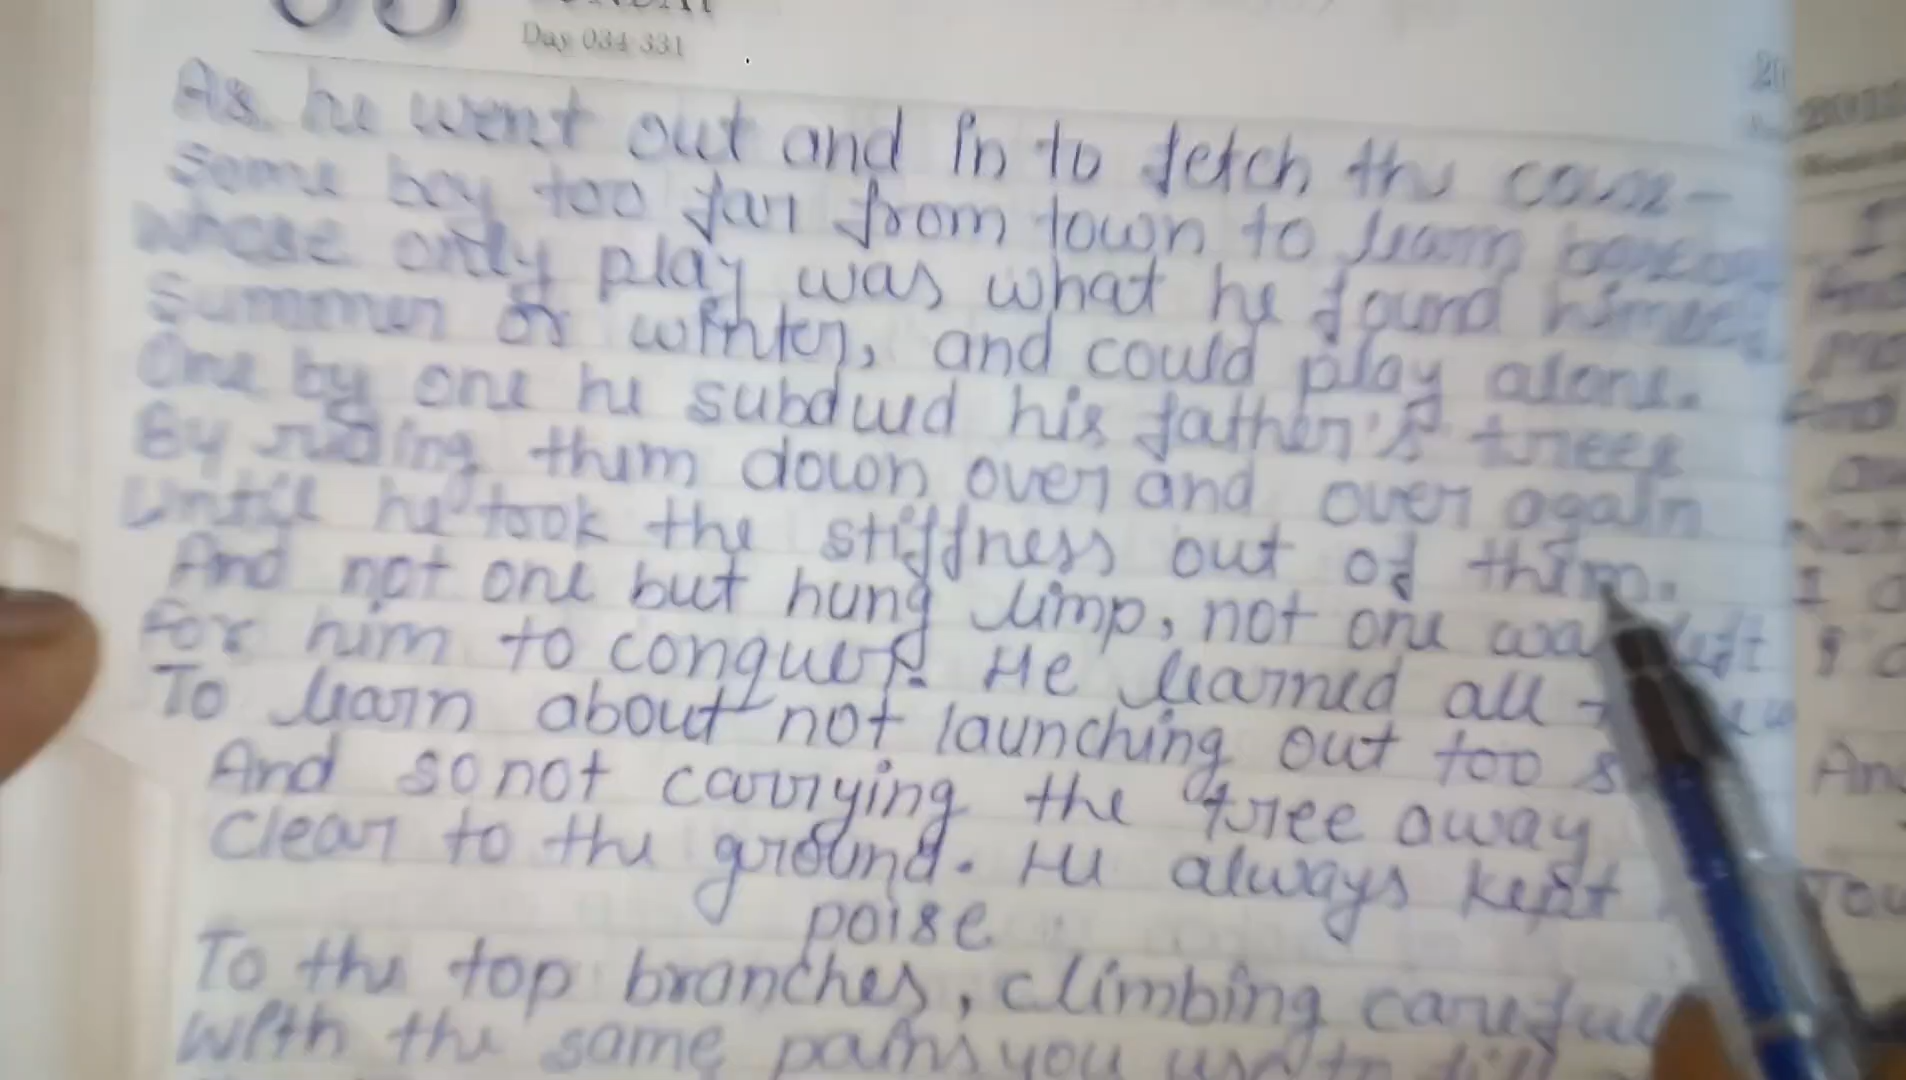 SUNDAY
Day 034 331
As he went out and in to fetch the cows-
Some boy too far from town to learn
whose only play was what he found himself
Summer or winter, and could play alone.
One by one he subdued his father's trees
By riding them down over and over again
Until he took the stiffness out of them.
And not one but hung limp, not one was left
For him to conquer. He learned all
To learn about not launching out too
And so not carrying the tree away
Clear to the ground. He always kept
poise
To the top branches, climbing
With the same pains you